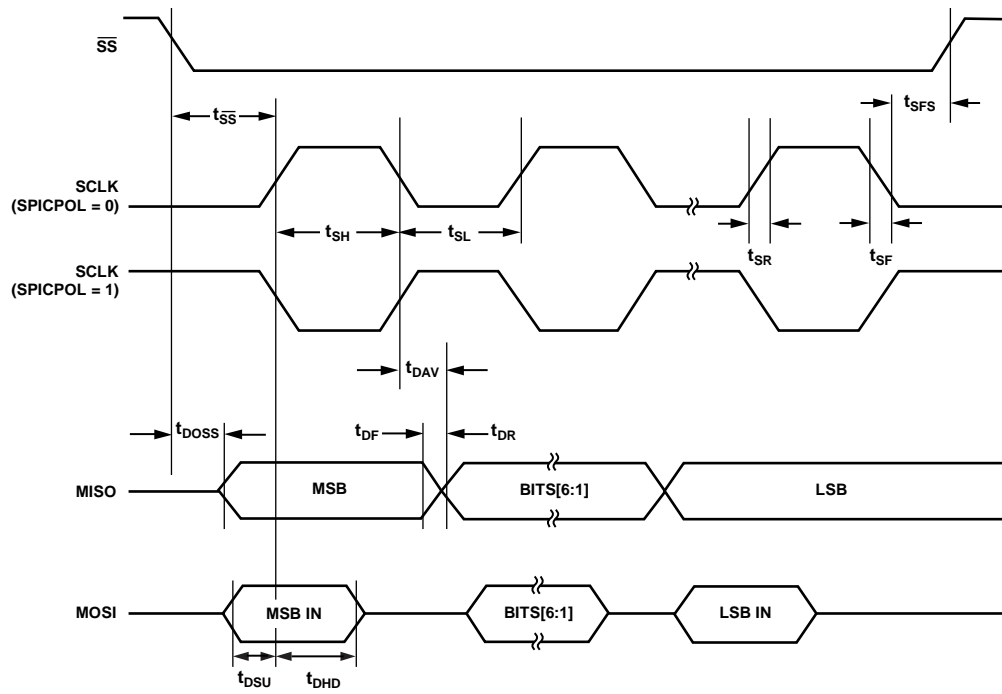 SS
tSS
tSFS
SCLK
(SPICPOL = 0)
tSH
tSL
tSR
tSF
SCLK
(SPICPOL = 1)
tDAV
tDOSS
tDF
tDR
MISO
MSB
BITS[6:1]
LSB
MOSI
MSB IN
BITS[6:1]
LSB IN
tDSU
tDHD